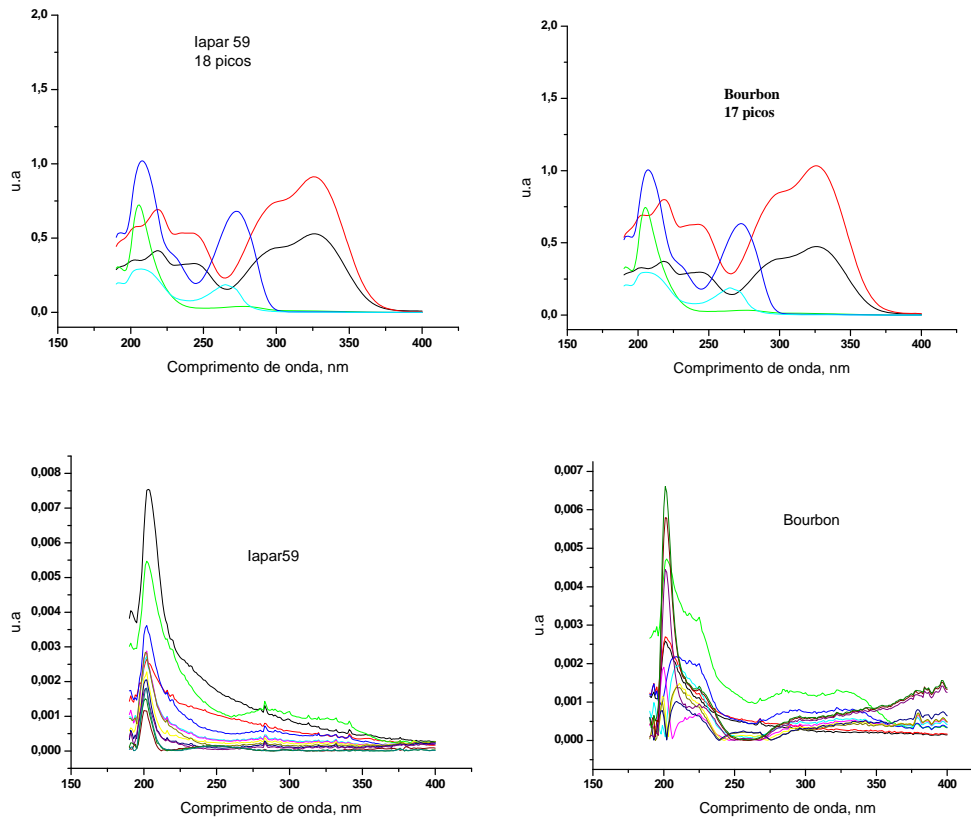 2,0
1,5
1,0
0,5
0,0
u.a
Iapar 59
18 picos
150 200 250 300 350 400
Comprimento de onda, nm
2,0
1,5
1,0
0,5
0,0
u.a
Bourbon
17 picos
150 200 250 300 350 400
Comprimento de onda, nm
0,008
0,007
0,006
0,005
0,004
0,003
0,002
0,001
0,000
u.a
Iapar59
150 200 250 300 350 400
Comprimento de onda, nm
0,007
0,006
0,005
0,004
0,003
0,002
0,001
0,000
u.a
Bourbon
150 200 250 300 350 400
Comprimento de onda, nm